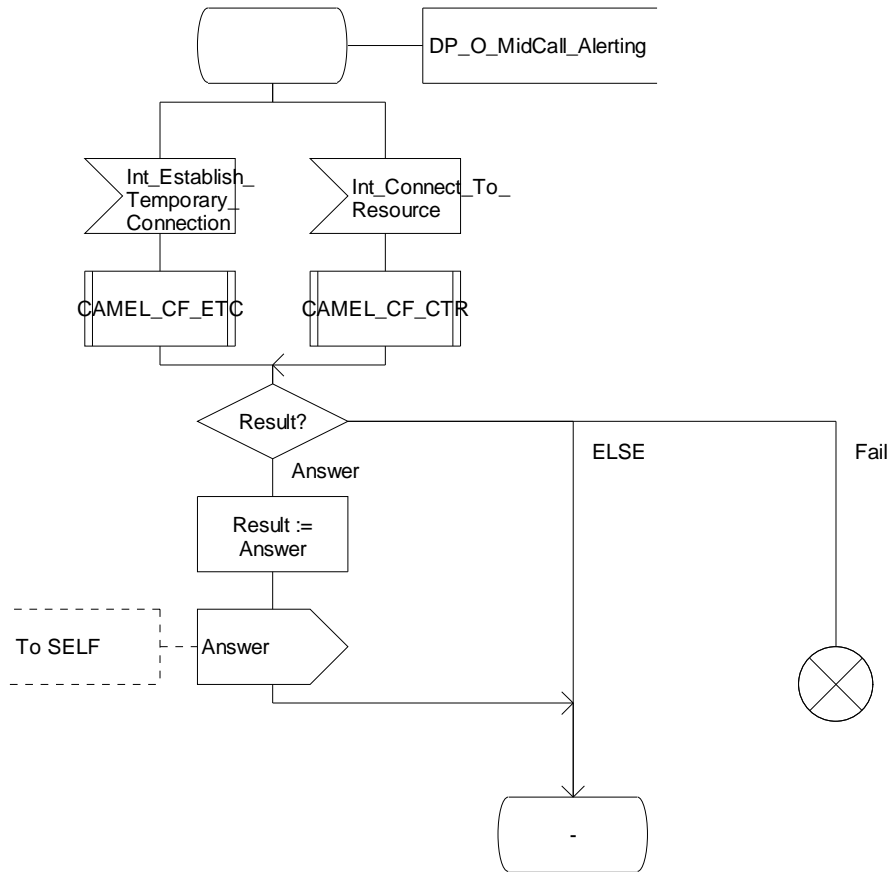 DP_O_MidCall_Alerting
Int_Establish_
Temporary_
Connection
Int_Connect_To_
Resource
CAMEL_CF_ETC
CAMEL_CF_CTR
Result?
ELSE
Fail
Answer
Result :=
Answer
To SELF
Answer
-